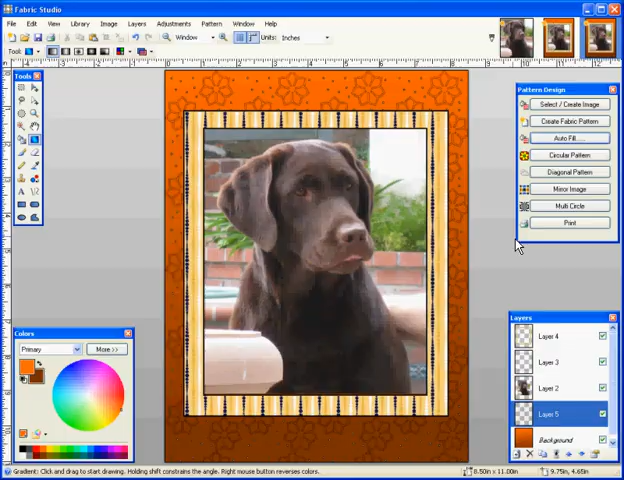 Fabric Studio
File Edit View Library Image Layers Adjustments Pattern Window Help
Window Units: Inches
Tool:
Tools
Pattern Design
Select / Create Image
Create Fabric Pattern
Auto Fill.....
Circular Pattern
Diagonal Pattern
Mirror Image
Multi Circle
Print
Colors
Primary More >>
Layers
Layer 4
Layer 3
Layer 2
Layer 5
Background
Gradient: Click and drag to start drawing. Holding shift constrains the angle. Right mouse button reverses colors. 8.50in x 11.00in 9.75in, 4.65in